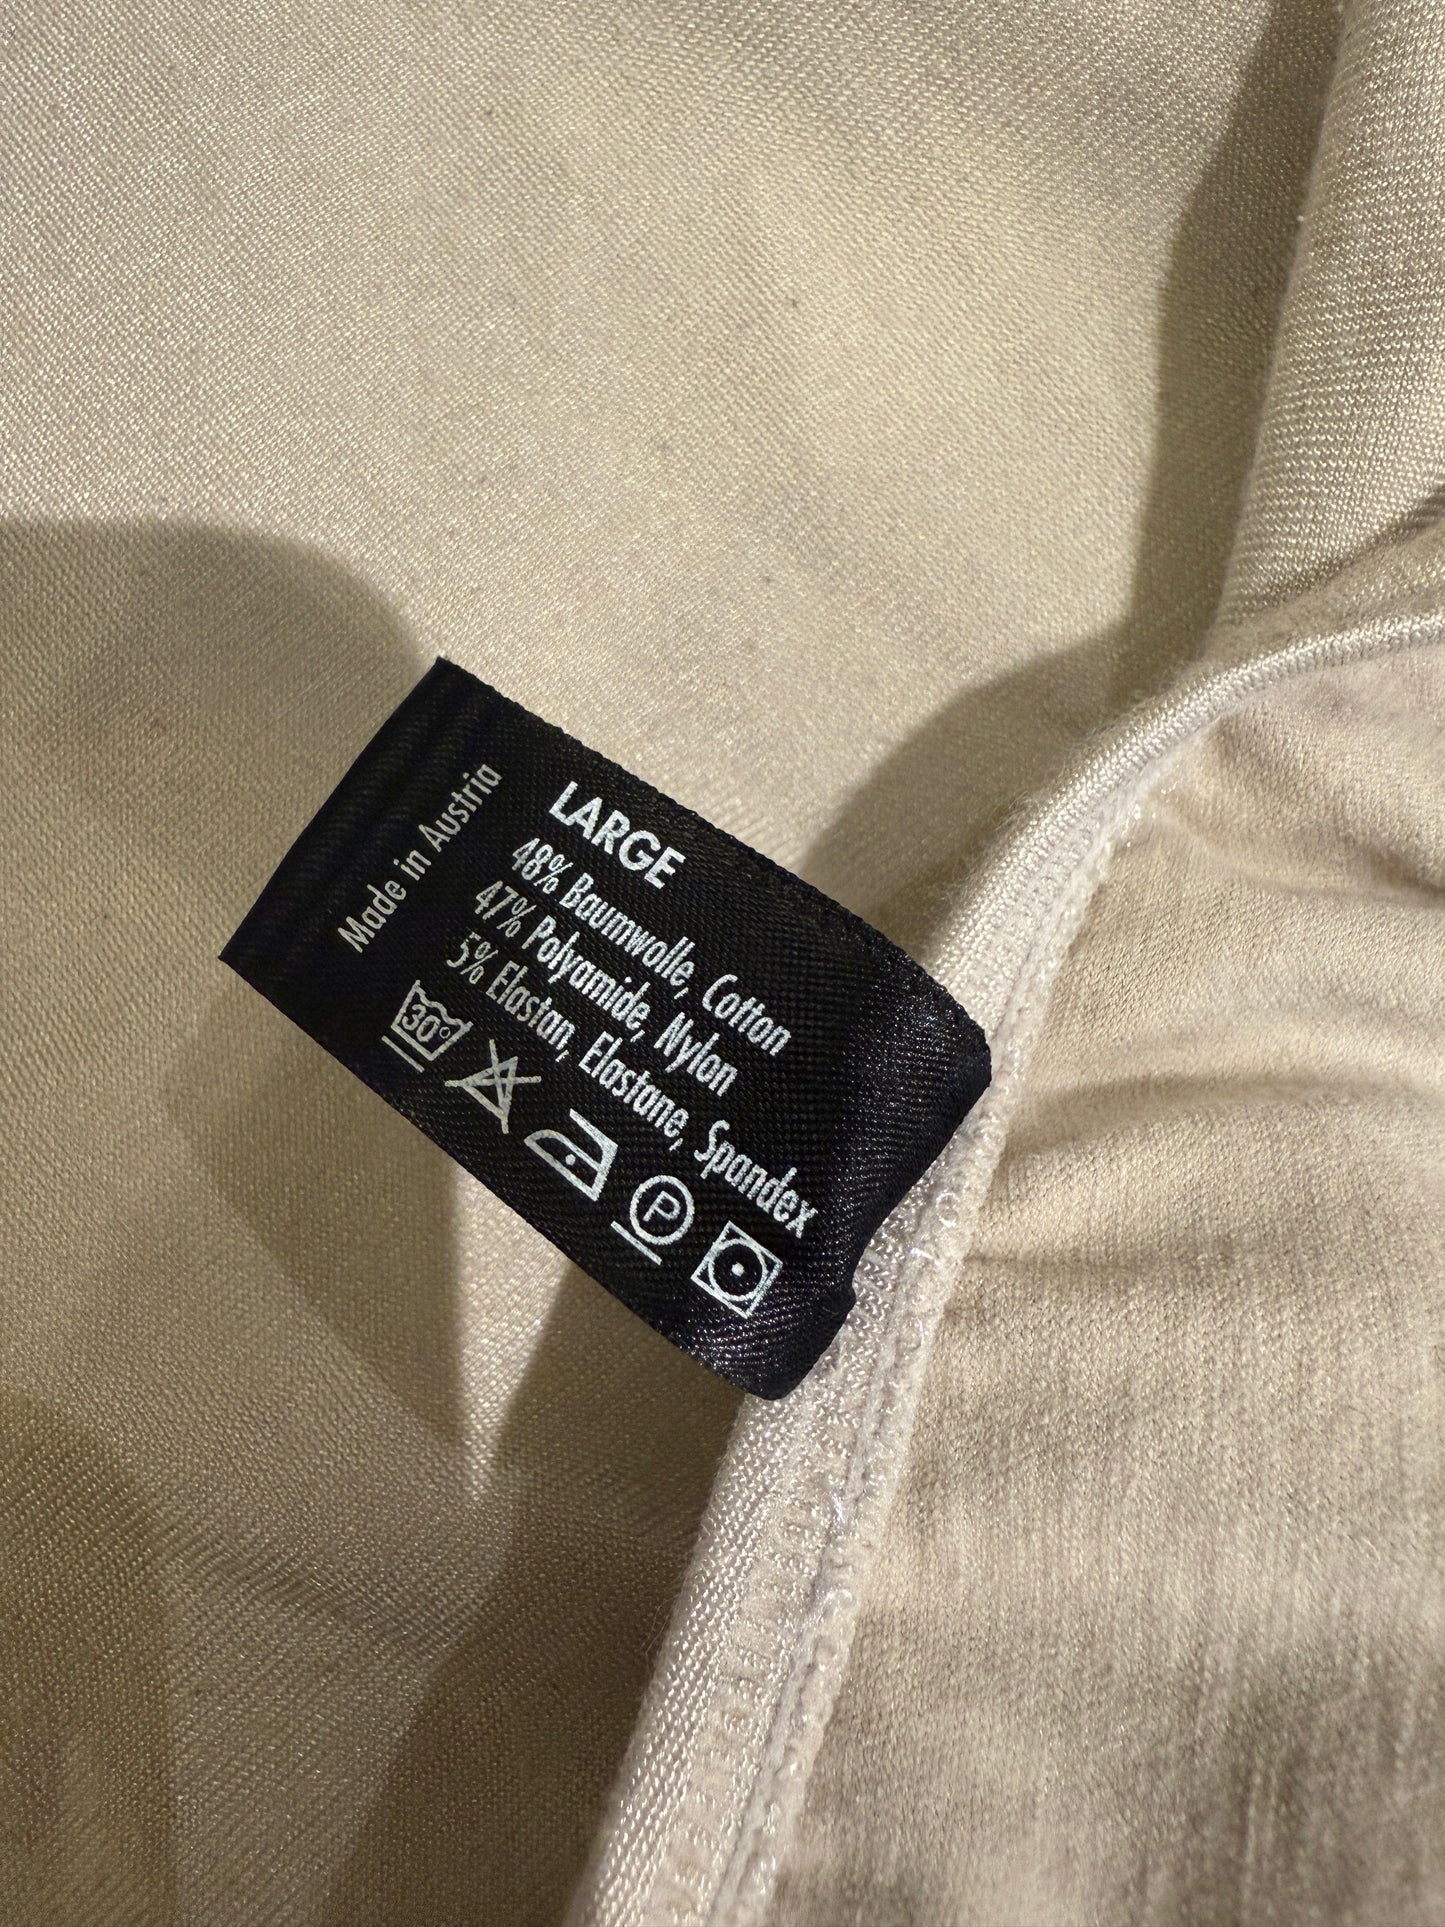 LARGE
48% Baumwolle, Cotton
47% Polyamide, Nylon
5% Elastan, Elastane, Spandex
30°
P
Made in Austria